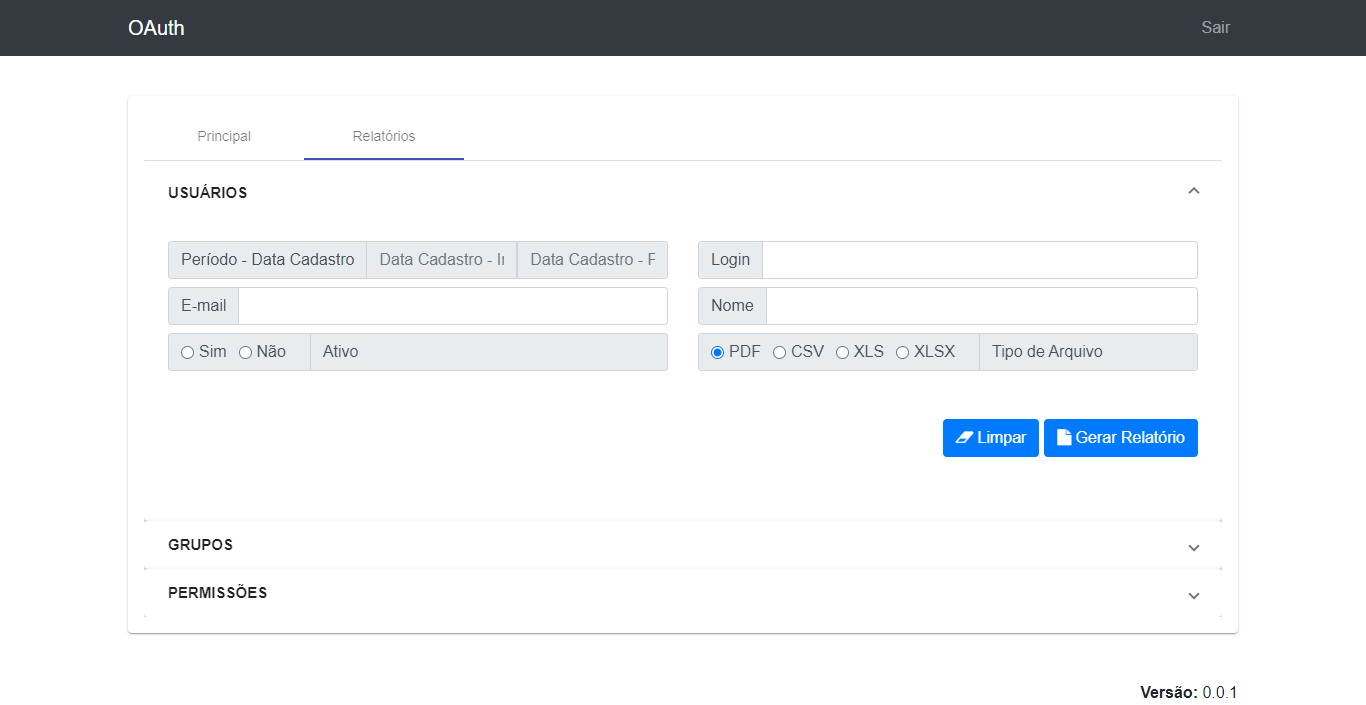 OAuth Sair
Principal Relatórios
USUÁRIOS
Período - Data Cadastro Data Cadastro - Data Cadastro - Login
E-mail Nome
Sim Não Ativo PDF CSV XLS XLSX Tipo de Arquivo
Limpar Gerar Relatório
GRUPOS
PERMISSÕES
Versão: 0.0.1